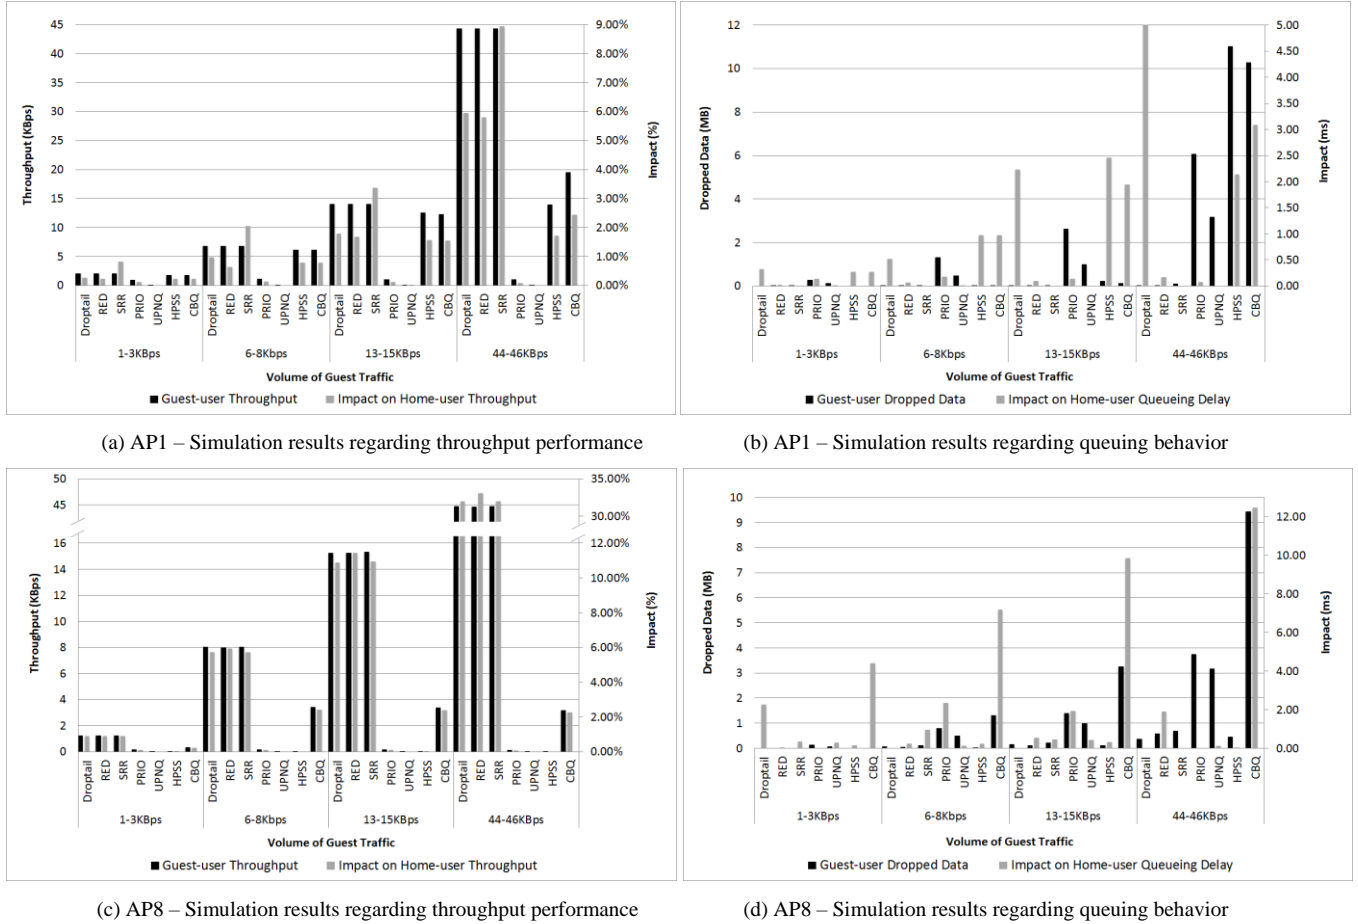 45
40
35
30
25
20
15
10
5
0
Throughput (KBps)
9.00%
8.00%
7.00%
6.00%
5.00%
4.00%
3.00%
2.00%
1.00%
0.00%
Impact (%)
Droptail RED SRR PRIO UPNQ HPSS CBQ Droptail RED SRR PRIO UPNQ HPSS CBQ Droptail RED SRR PRIO UPNQ HPSS CBQ Droptail RED SRR PRIO UPNQ HPSS CBQ
1-3KBps 6-8Kbps 13-15KBps 44-46KBps
Volume of Guest Traffic
Guest-user Throughput Impact on Home-user Throughput
(a) AP1 – Simulation results regarding throughput performance
12
10
8
6
4
2
0
Dropped Data (MB)
5.00
4.50
4.00
3.50
3.00
2.50
2.00
1.50
1.00
0.50
0.00
Impact (ms)
Droptail RED SRR PRIO UPNQ HPSS CBQ Droptail RED SRR PRIO UPNQ HPSS CBQ Droptail RED SRR PRIO UPNQ HPSS CBQ Droptail RED SRR PRIO UPNQ HPSS CBQ
1-3KBps 6-8KBps 13-15KBps 44-46KBps
Volume of Guest Traffic
Guest-user Dropped Data Impact on Home-user Queueing Delay
(b) AP1 – Simulation results regarding queuing behavior
50
45
16
14
12
10
8
6
4
2
0
Throughput (KBps)
35.00%
30.00%
12.00%
10.00%
8.00%
6.00%
4.00%
2.00%
0.00%
Impact (%)
Droptail RED SRR PRIO UPNQ HPSS CBQ Droptail RED SRR PRIO UPNQ HPSS CBQ Droptail RED SRR PRIO UPNQ HPSS CBQ Droptail RED SRR PRIO UPNQ HPSS CBQ
1-3KBps 6-8KBps 13-15KBps 44-46KBps
Volume of Guest Traffic
Guest-user Throughput Impact on Home-user Throughput
(c) AP8 – Simulation results regarding throughput performance
10
9
8
7
6
5
4
3
2
1
0
Dropped Data (MB)
12.00
10.00
8.00
6.00
4.00
2.00
0.00
Impact (ms)
Droptail RED SRR PRIO UPNQ HPSS CBQ Droptail RED SRR PRIO UPNQ HPSS CBQ Droptail RED SRR PRIO UPNQ HPSS CBQ Droptail RED SRR PRIO UPNQ HPSS CBQ
1-3KBps 6-8KBps 13-15KBps 44-46KBps
Volume of Guest Traffic
Guest-user Dropped Data Impact on Home-user Queueing Delay
(d) AP8 – Simulation results regarding queuing behavior